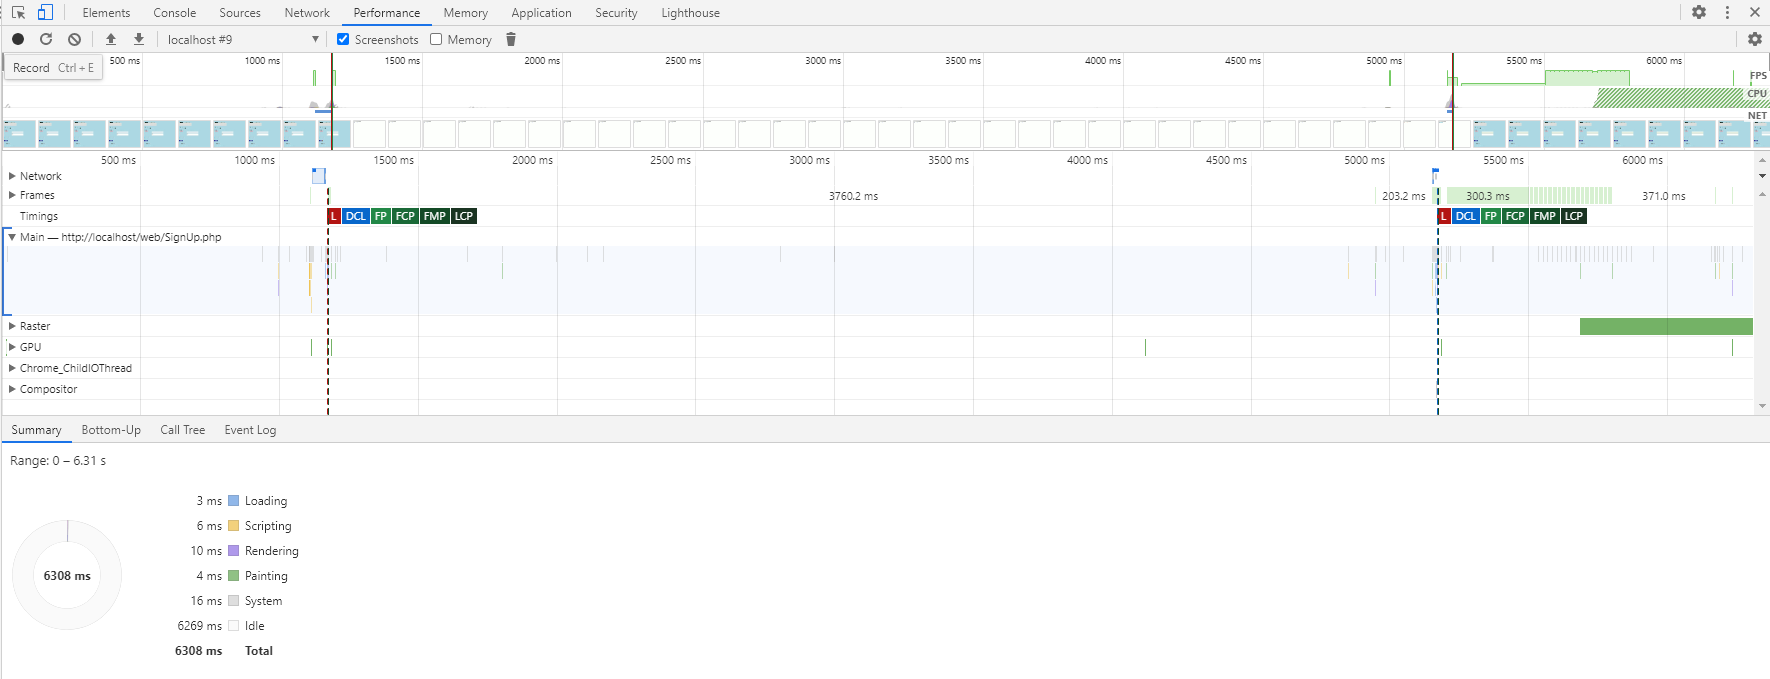 Elements Console Sources Network Performance Memory Application Security Lighthouse
localhost #9 Screenshots Memory
Record Ctrl + E
500 ms 1000 ms 1500 ms 2000 ms 2500 ms 3000 ms 3500 ms 4000 ms 4500 ms 5000 ms 5500 ms 6000 ms
FPS
CPU
NET
500 ms 1000 ms 1500 ms 2000 ms 2500 ms 3000 ms 3500 ms 4000 ms 4500 ms 5000 ms 5500 ms 6000 ms
Network
Frames 3760.2 ms 203.2 ms 300.3 ms 371.0 ms
Timings L DCL FP FCP FMP LCP L DCL FP FCP FMP LCP
Main — http://localhost/web/SignUp.php
Raster
GPU
Chrome_ChildIOThread
Compositor
Summary Bottom-Up Call Tree Event Log
Range: 0 – 6.31 s
3 ms Loading
6 ms Scripting
10 ms Rendering
4 ms Painting
16 ms System
6269 ms Idle
6308 ms Total
6308 ms